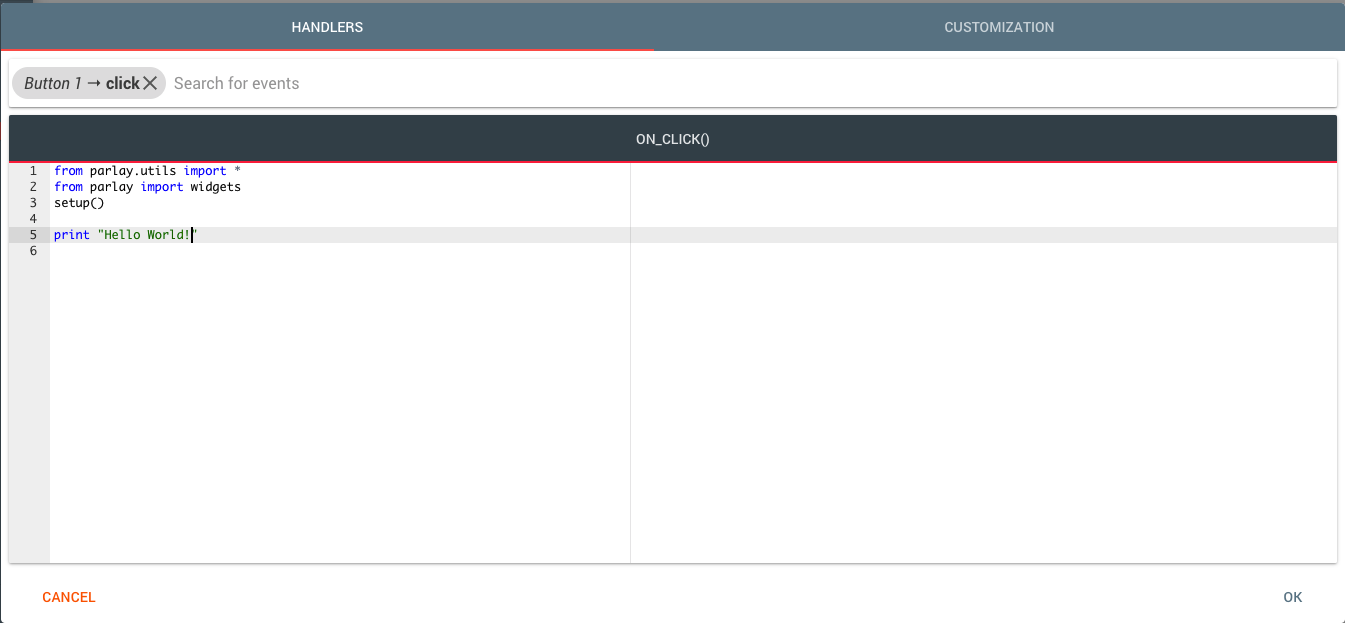 HANDLERS CUSTOMIZATION
Button 1 → click Search for events
ON_CLICK()
1 from parlay.utils import *
2 from parlay import widgets
3 setup()
4
5 print "Hello World!"
6
CANCEL OK